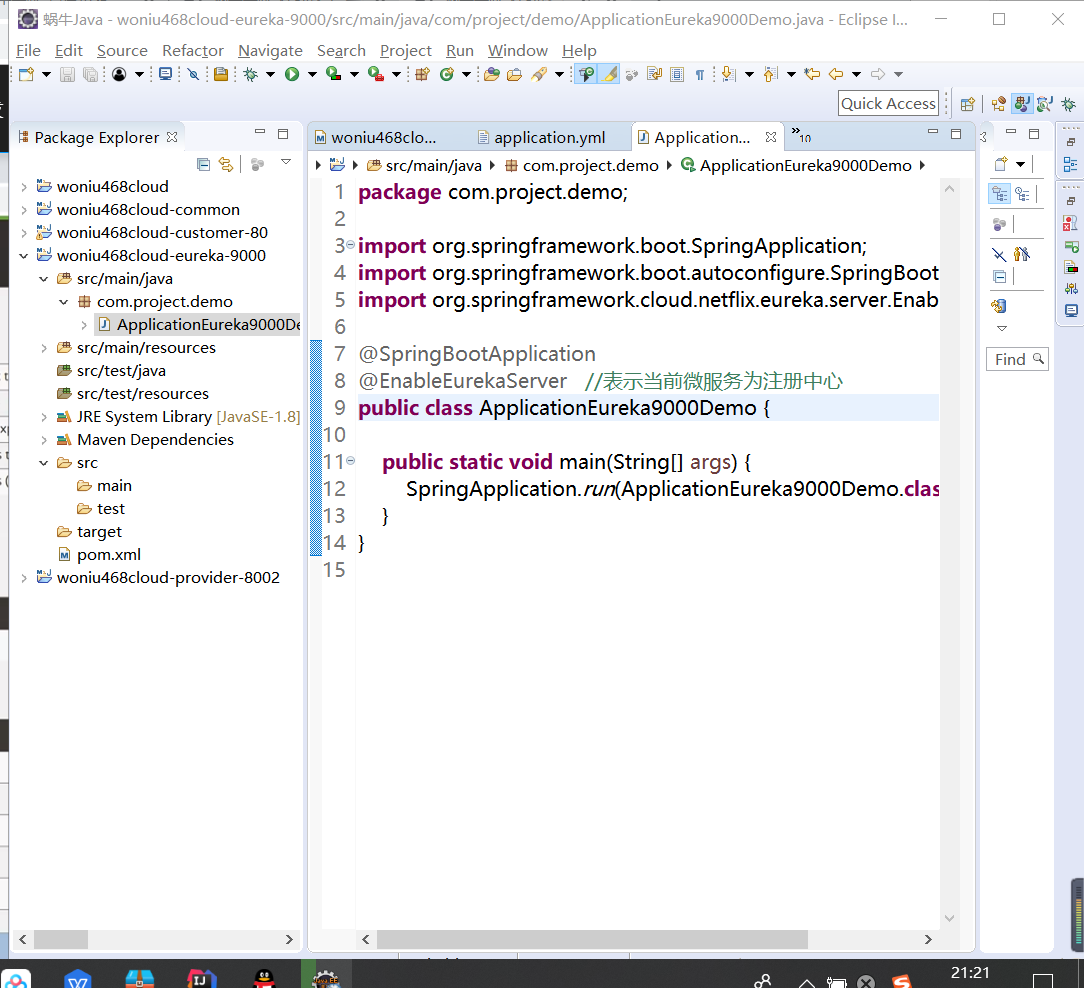 蜗牛Java - woniu468cloud-eureka-9000/src/main/java/com/project/demo/ApplicationEureka9000Demo.java - Eclipse I...
File Edit Source Refactor Navigate Search Project Run Window Help
Quick Access
Package Explorer
woniu468clo...
application.yml
Application...
»10
src/main/java
com.project.demo
ApplicationEureka9000Demo
woniu468cloud
woniu468cloud-common
woniu468cloud-customer-80
woniu468cloud-eureka-9000
src/main/java
com.project.demo
ApplicationEureka9000De
src/main/resources
src/test/java
src/test/resources
JRE System Library [JavaSE-1.8]
Maven Dependencies
src
main
test
target
pom.xml
woniu468cloud-provider-8002
1 package com.project.demo;
2
3 import org.springframework.boot.SpringApplication;
4 import org.springframework.boot.autoconfigure.SpringBoot
5 import org.springframework.cloud.netflix.eureka.server.Enab
6
7 @SpringBootApplication
8 @EnableEurekaServer //表示当前微服务为注册中心
9 public class ApplicationEureka9000Demo {
10
11 public static void main(String[] args) {
12 SpringApplication.run(ApplicationEureka9000Demo.clas
13 }
14 }
15
Find
21:21